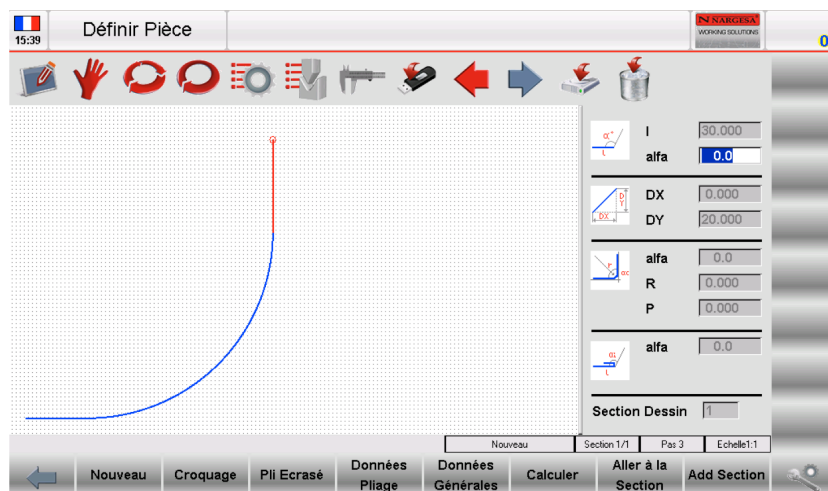 15:39
Définir Pièce
N NARGESA
WORKING SOLUTIONS
0
α°
L
l 30.000
alfa 0.0
DX
D
Y
DX 0.000
DY 20.000
r
α
alfa 0.0
R 0.000
P 0.000
L
alfa 0.0
Section Dessin 1
Nouveau Section 1/1 Pas 3 Echelle1:1
Nouveau Croquage Pli Ecrasé Données Pliage Données Générales Calculer Aller à la Section Add Section